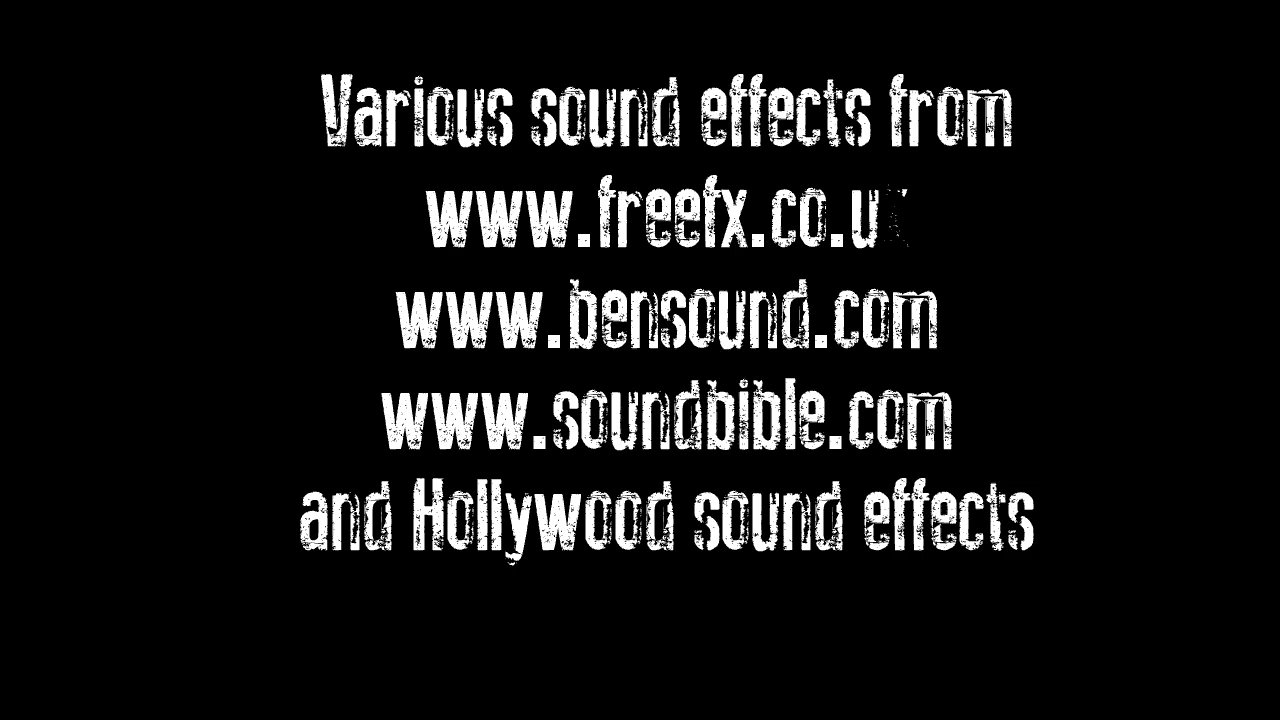 Various sound effects from
www.freefx.co.uk
www.bensound.com
www.soundbible.com
and Hollywood sound effects